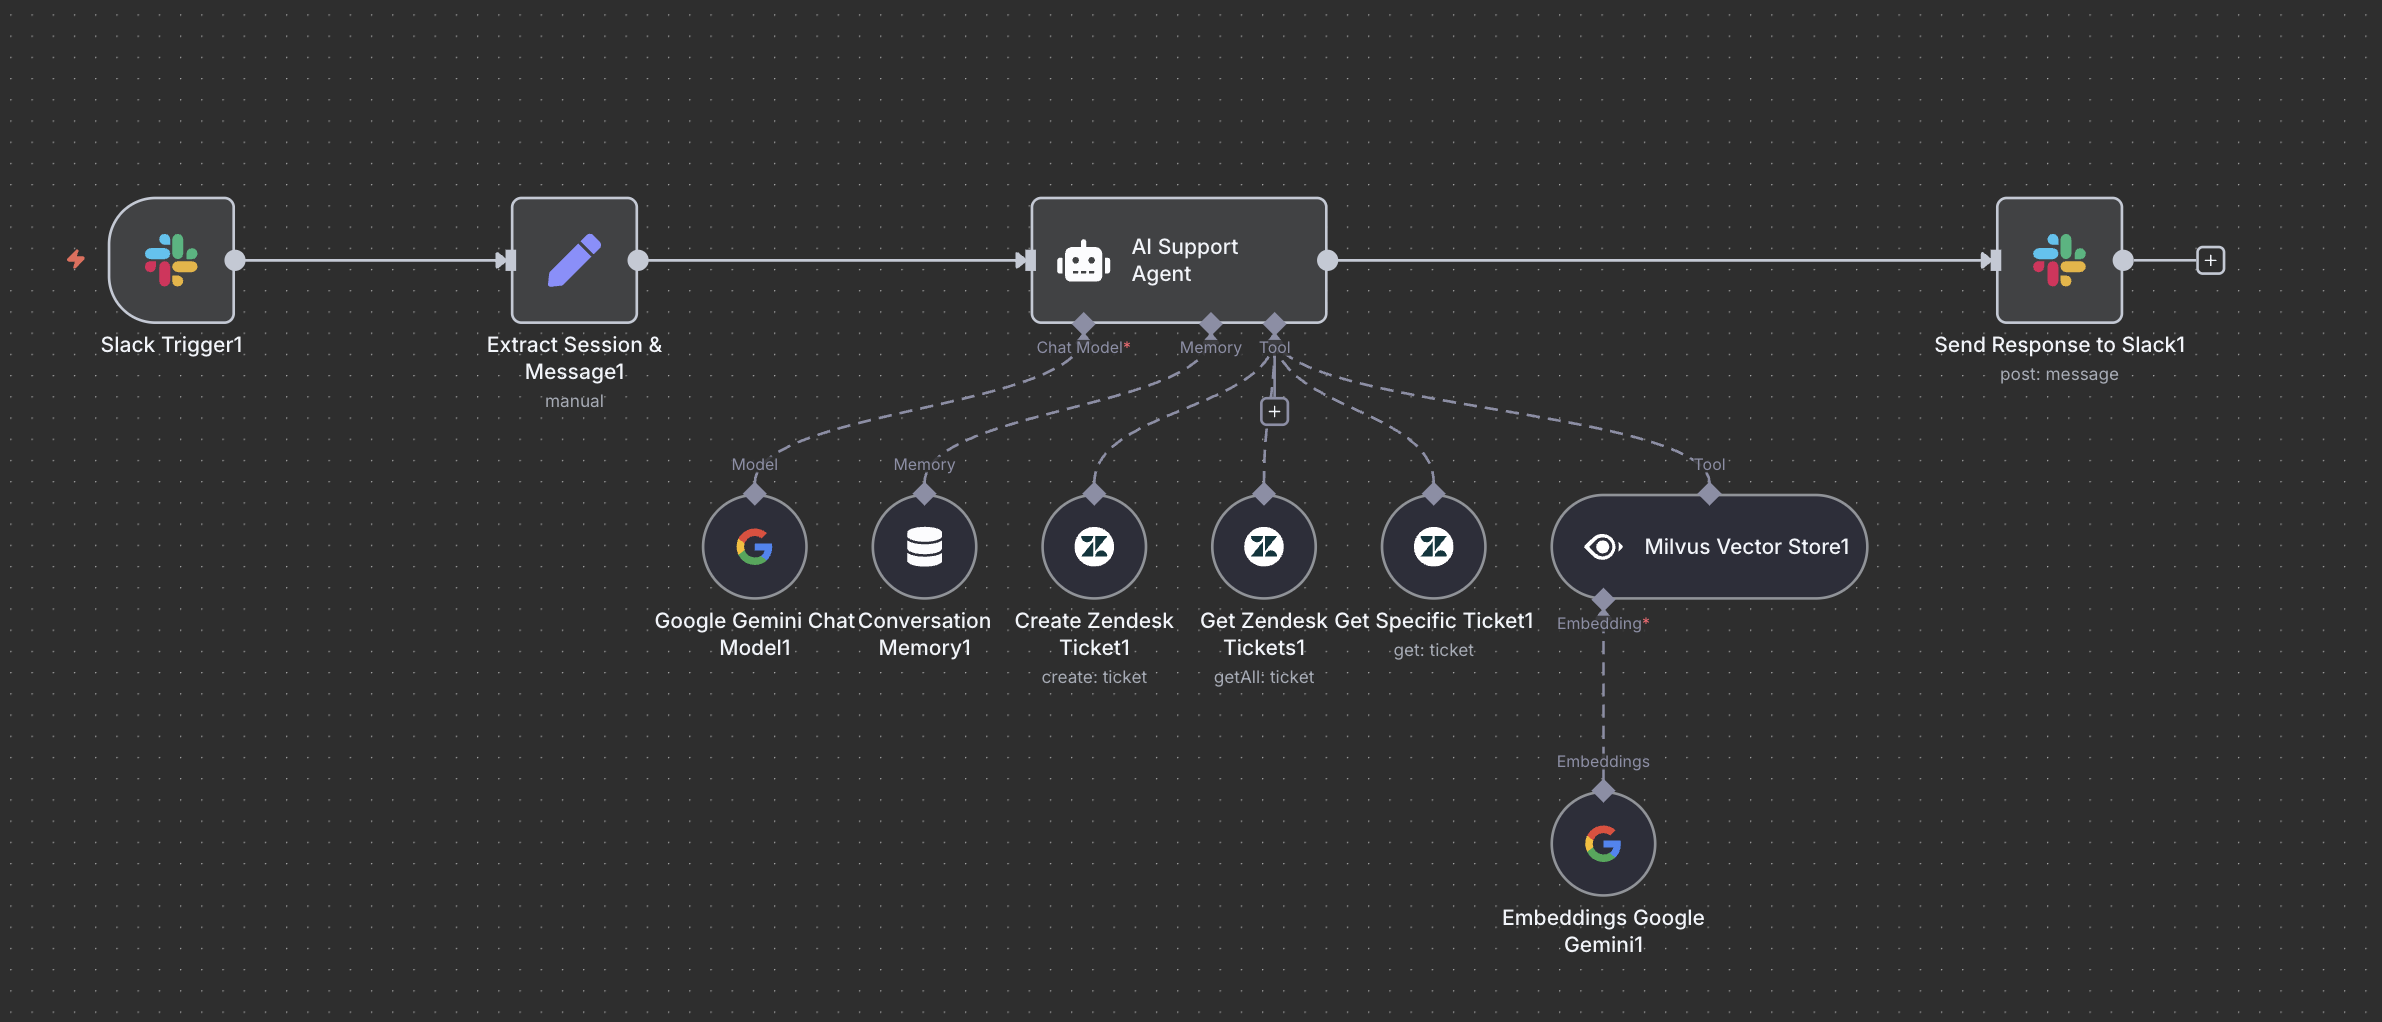 AI Support
Agent
Slack Trigger1
Extract Session &
Message1
manual
Chat Model*
Memory
Tool
Send Response to Slack1
post: message
Model
Memory
Tool
Milvus Vector Store1
Google Gemini Chat
Model1
Conversation
Memory1
Create Zendesk
Ticket1
create: ticket
Get Zendesk
Tickets1
getAll: ticket
Get Specific Ticket1
get: ticket
Embedding*
Embeddings
Embeddings Google
Gemini1